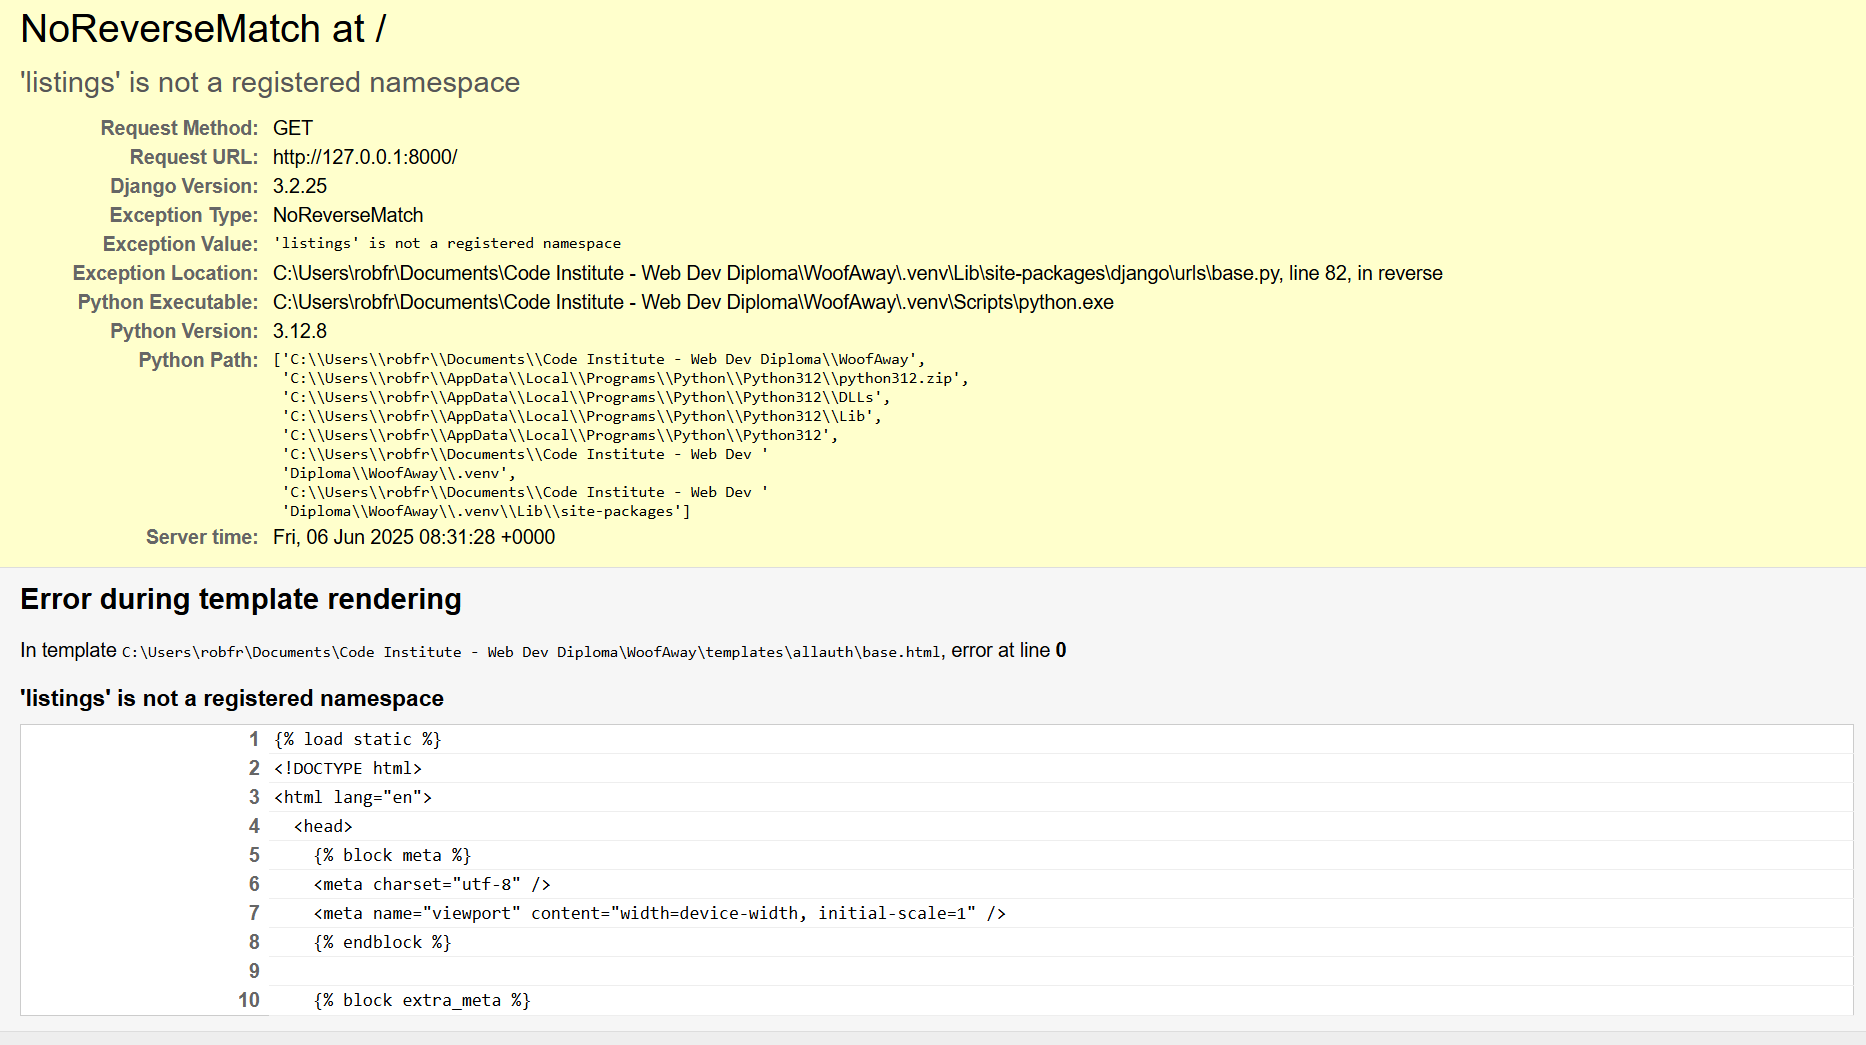 NoReverseMatch at /
'listings' is not a registered namespace
Request Method: GET
Request URL: http://127.0.0.1:8000/
Django Version: 3.2.25
Exception Type: NoReverseMatch
Exception Value: 'listings' is not a registered namespace
Exception Location: C:\Users\robfr\Documents\Code Institute - Web Dev Diploma\WoofAway\.venv\Lib\site-packages\django\urls\base.py, line 82, in reverse
Python Executable: C:\Users\robfr\Documents\Code Institute - Web Dev Diploma\WoofAway\.venv\Scripts\python.exe
Python Version: 3.12.8
Python Path: ['C:\\Users\\robfr\\Documents\\Code Institute - Web Dev Diploma\\WoofAway',
'C:\\Users\\robfr\\AppData\\Local\\Programs\\Python\\Python312\\python312.zip',
'C:\\Users\\robfr\\AppData\\Local\\Programs\\Python\\Python312\\DLLs',
'C:\\Users\\robfr\\AppData\\Local\\Programs\\Python\\Python312\\Lib',
'C:\\Users\\robfr\\AppData\\Local\\Programs\\Python\\Python312',
'C:\\Users\\robfr\\Documents\\Code Institute - Web Dev '
'Diploma\\WoofAway\\.venv',
'C:\\Users\\robfr\\Documents\\Code Institute - Web Dev '
'Diploma\\WoofAway\\.venv\\Lib\\site-packages']
Server time: Fri, 06 Jun 2025 08:31:28 +0000
Error during template rendering
In template C:\Users\robfr\Documents\Code Institute - Web Dev Diploma\WoofAway\templates\allauth\base.html, error at line 0
'listings' is not a registered namespace
1 {% load static %}
2 <!DOCTYPE html>
3 <html lang="en">
4 <head>
5 {% block meta %}
6 <meta charset="utf-8" />
7 <meta name="viewport" content="width=device-width, initial-scale=1" />
8 {% endblock %}
9
10 {% block extra_meta %}